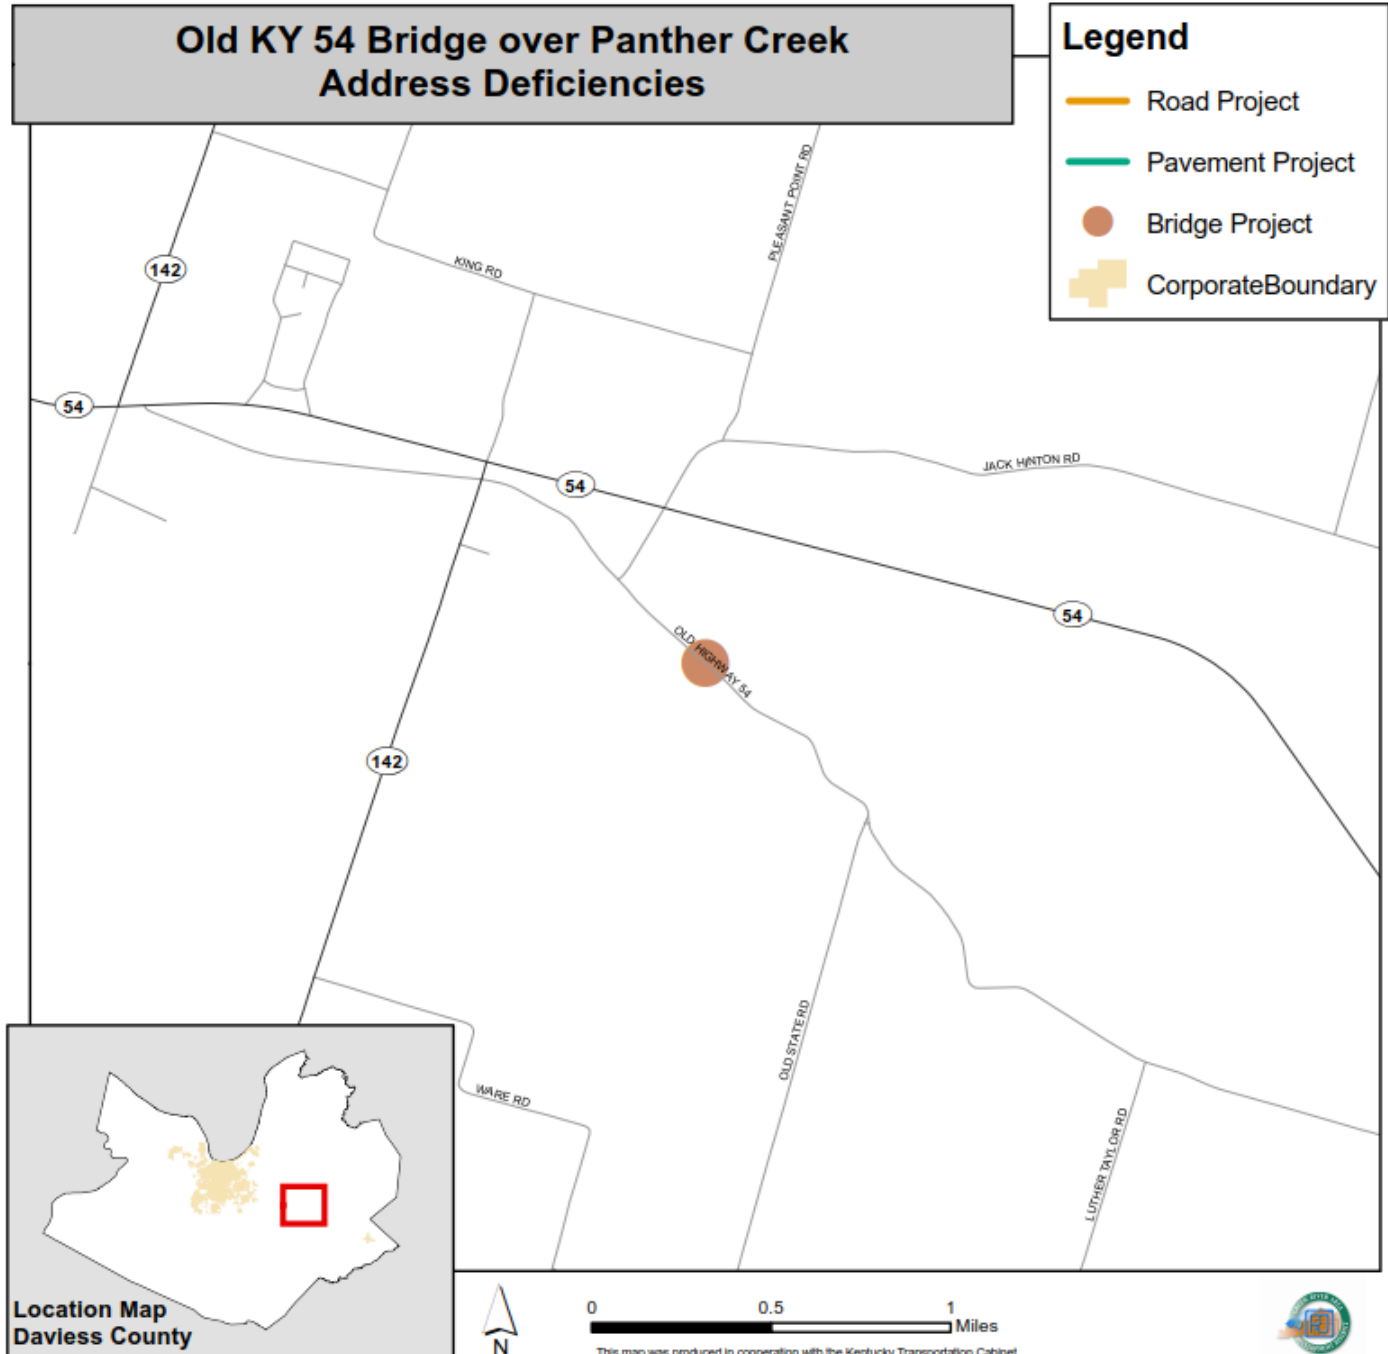 Old KY 54 Bridge over Panther Creek
Address Deficiencies
Legend
Road Project
Pavement Project
Bridge Project
CorporateBoundary
PLEASANT POINT RD
142
KING RD
54
JACK HINTON RD
54
54
OLD HIGHWAY 54
142
OLD STATE RD
WARE RD
LUTHER TAYLOR RD
Location Map
Daviess County
N
0 0.5 1
Miles
This map was produced in cooperation with the Kentucky Transportation Cabinet